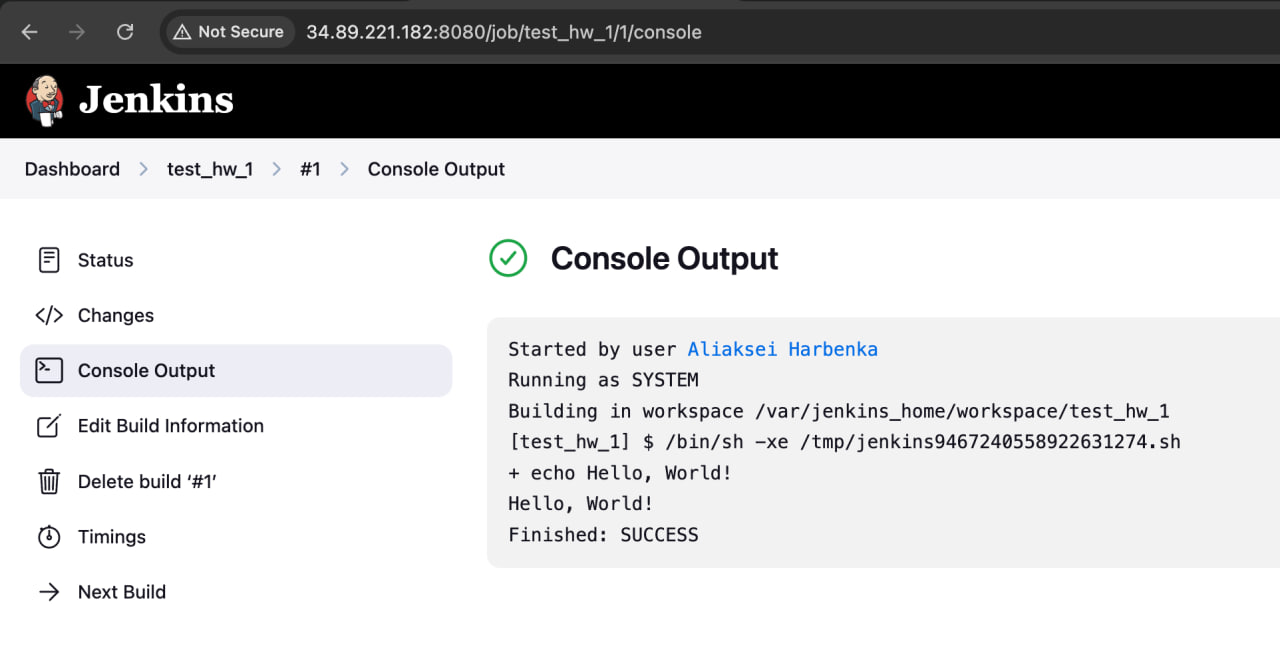 Not Secure 34.89.221.182:8080/job/test_hw_1/1/console
Jenkins
Dashboard > test_hw_1 > #1 > Console Output
Status
Changes
Console Output
Edit Build Information
Delete build ‘#1’
Timings
Next Build
Console Output
Started by user Aliaksei Harbenka
Running as SYSTEM
Building in workspace /var/jenkins_home/workspace/test_hw_1
[test_hw_1] $ /bin/sh -xe /tmp/jenkins9467240558922631274.sh
+ echo Hello, World!
Hello, World!
Finished: SUCCESS